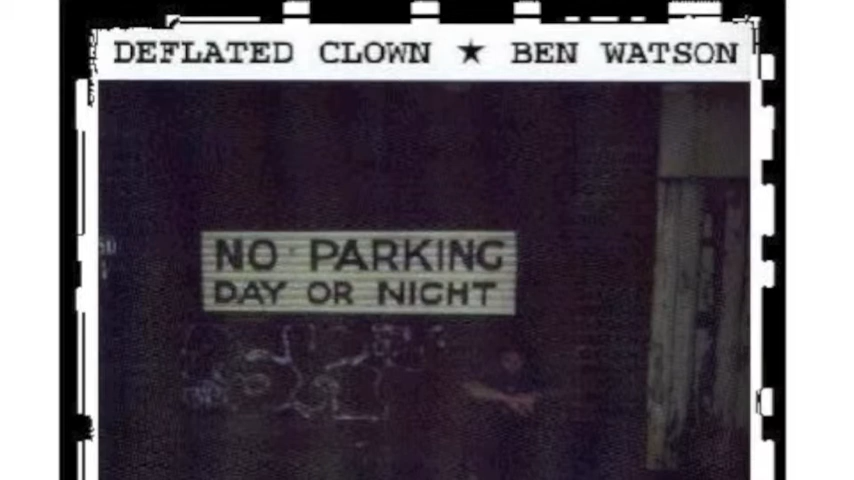 DEFLATED CLOWN ★ BEN WATSON
NO PARKING
DAY OR NIGHT